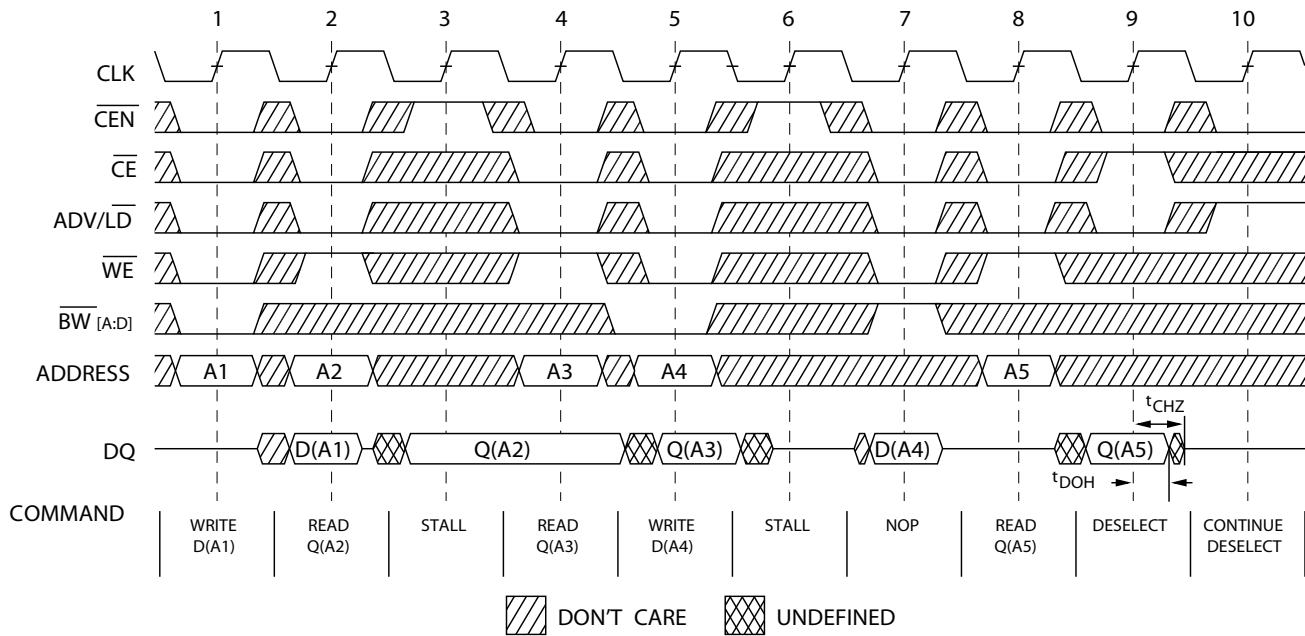 1 2 3 4 5 6 7 8 9 10
CLK
CEN
CE
ADV/LD
WE
BW [A:D]
ADDRESS A1 A2 A3 A4 A5
tCHZ
DQ D(A1) Q(A2) Q(A3) D(A4) Q(A5)
tDOH
COMMAND
WRITE READ STALL READ WRITE STALL NOP READ DESELECT CONTINUE
D(A1) Q(A2) Q(A3) D(A4) Q(A5) DESELECT
DON'T CARE UNDEFINED